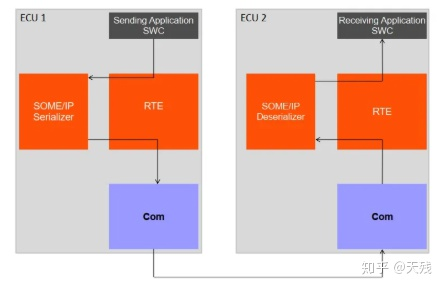 ECU 1
Sending Application
SWC
SOME/IP
Serializer
RTE
Com
ECU 2
Receiving Application
SWC
SOME/IP
Deserializer
RTE
Com
知乎 @天残